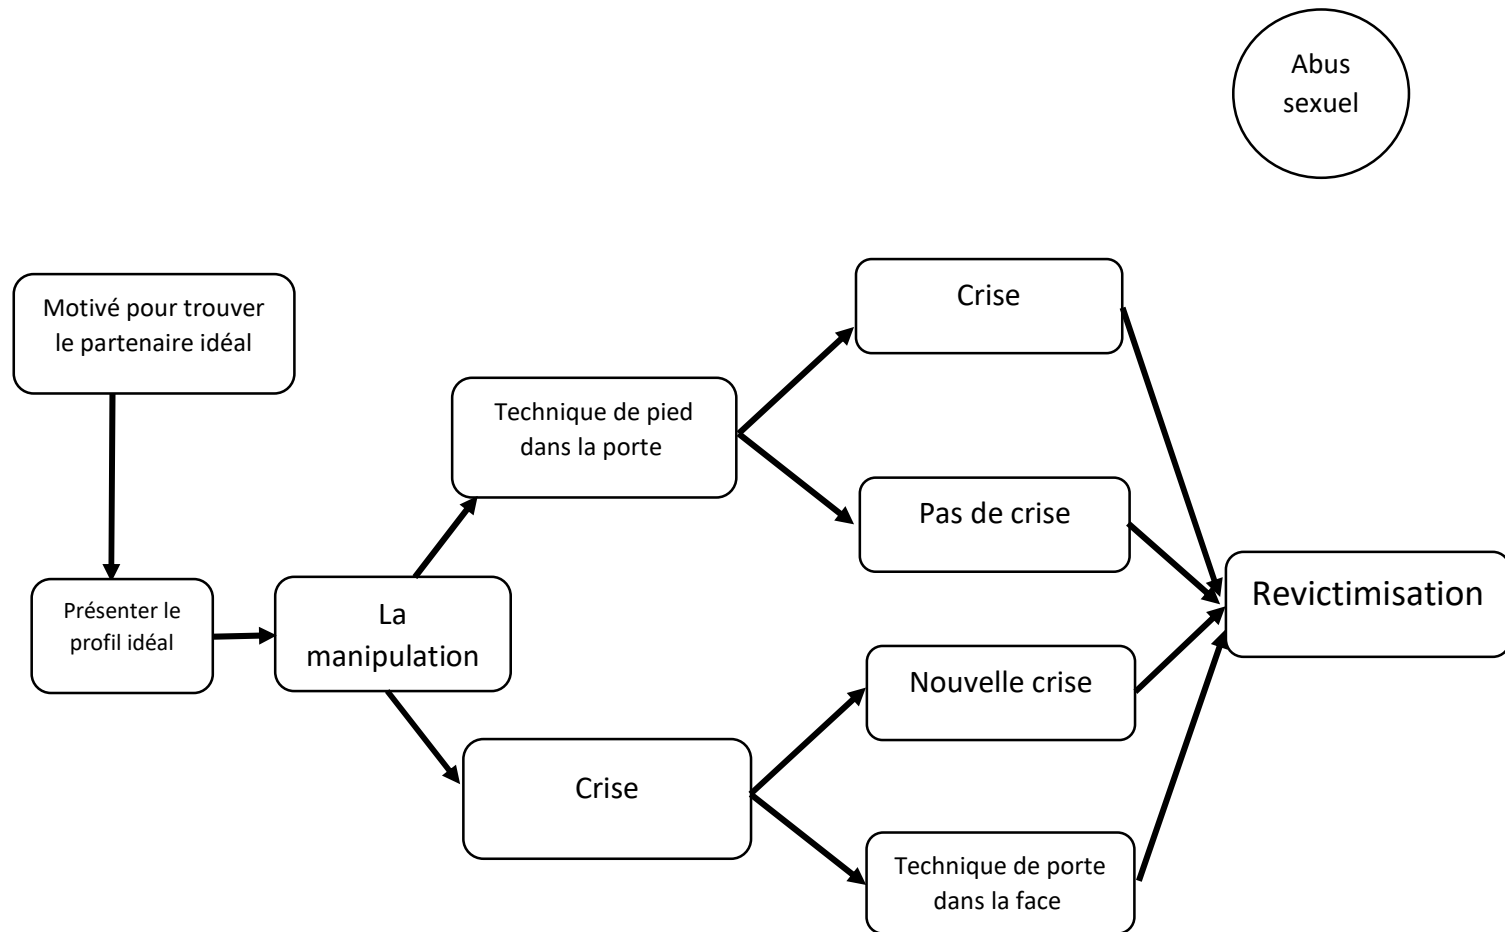 Abus
sexuel
Motivé pour trouver
le partenaire idéal
Crise
Technique de pied
dans la porte
Pas de crise
Présenter le
profil idéal
La
manipulation
Revictimisation
Nouvelle crise
Crise
Technique de porte
dans la face